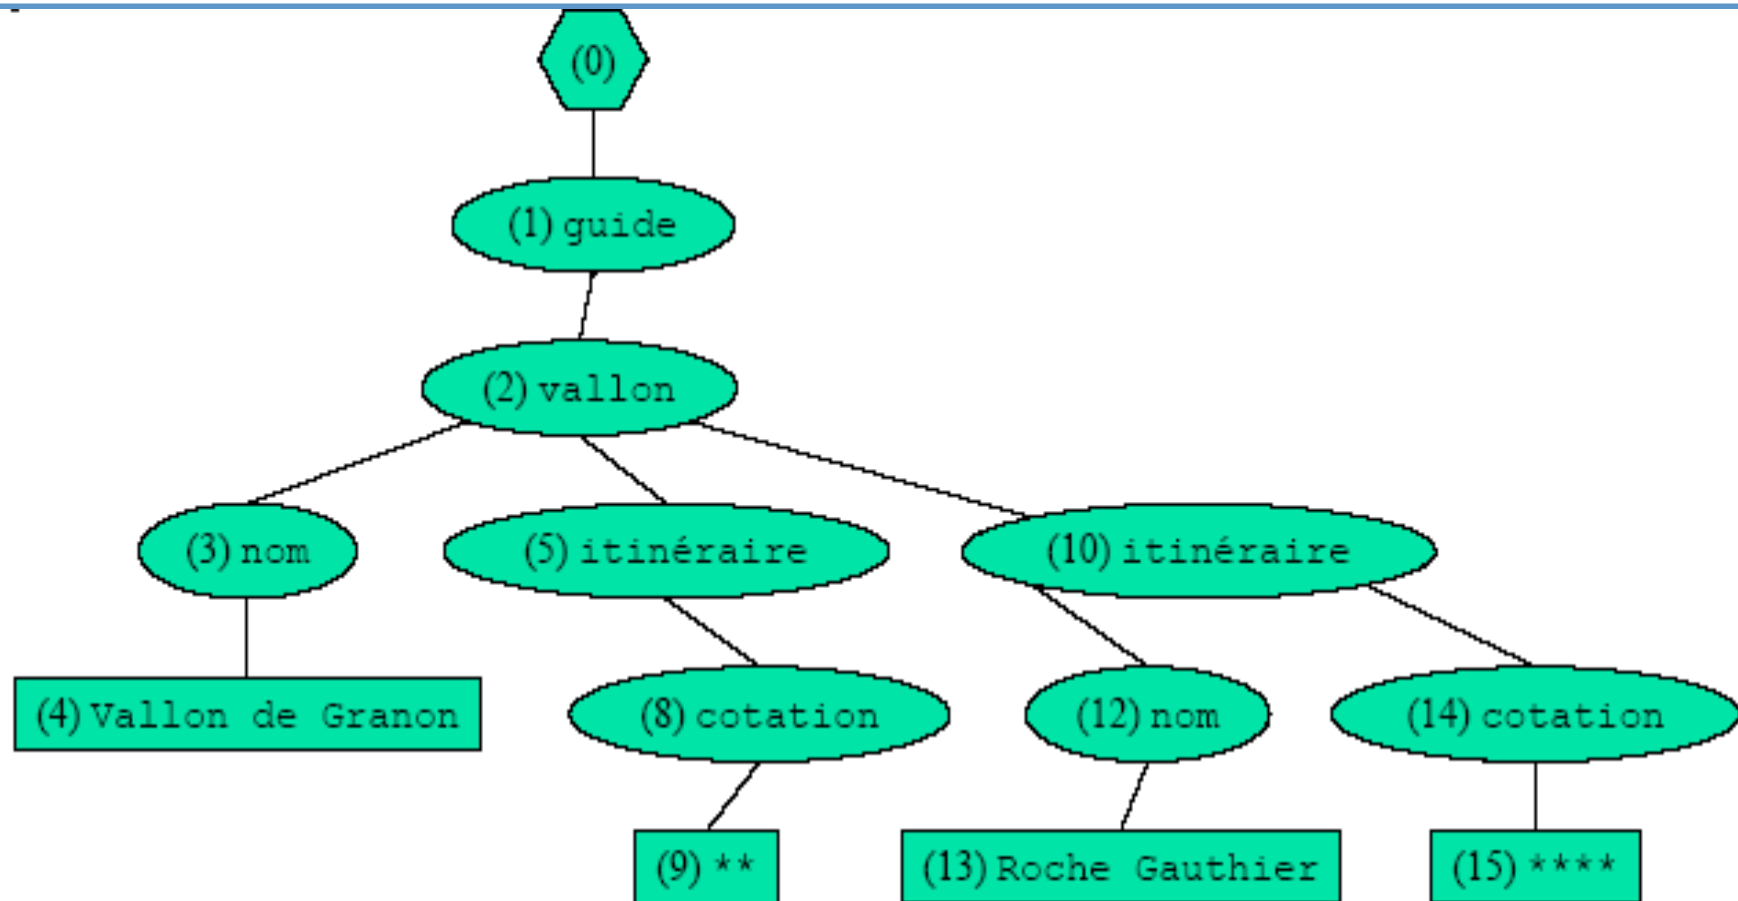 (0)
(1) guide
(2) vallon
(3) nom
(5) itinéraire
(10) itinéraire
(4) Vallon de Granon
(8) cotation
(12) nom
(14) cotation
(9) **
(13) Roche Gauthier
(15) ****